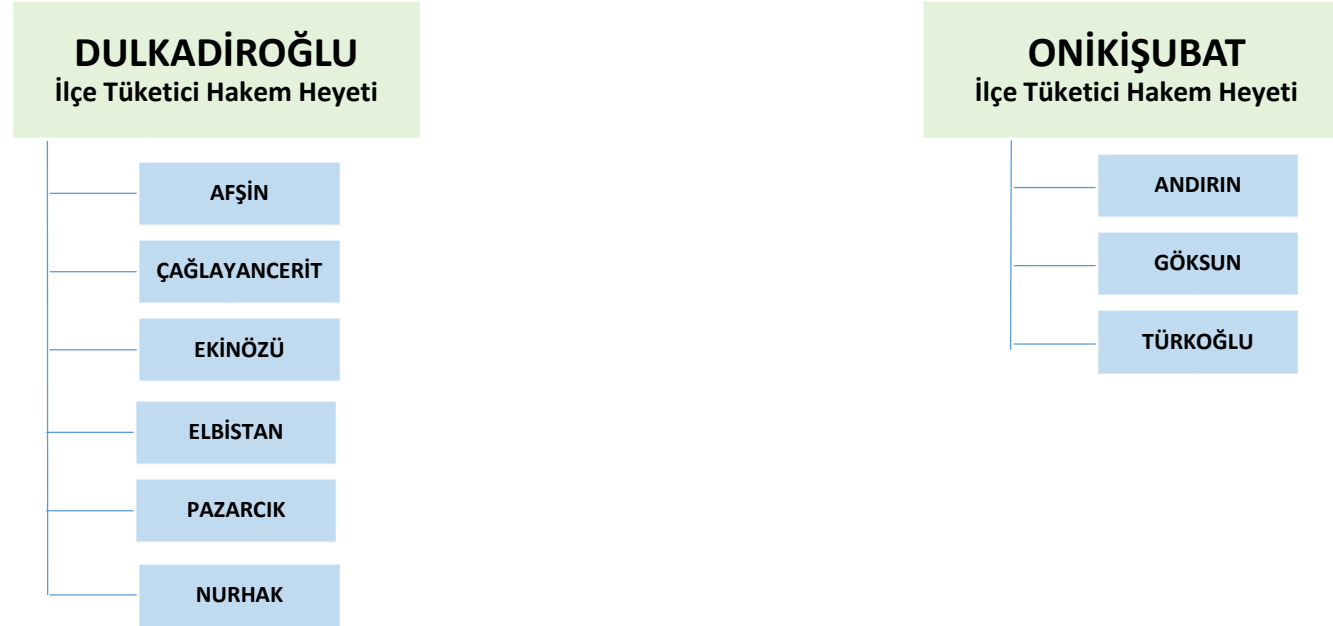 DULKADİROĞLU
İlçe Tüketici Hakem Heyeti
AFŞİN
ÇAĞLAYANCERİT
EKİNÖZÜ
ELBİSTAN
PAZARCIK
NURHAK
ONİKİŞUBAT
İlçe Tüketici Hakem Heyeti
ANDIRIN
GÖKSUN
TÜRKOĞLU